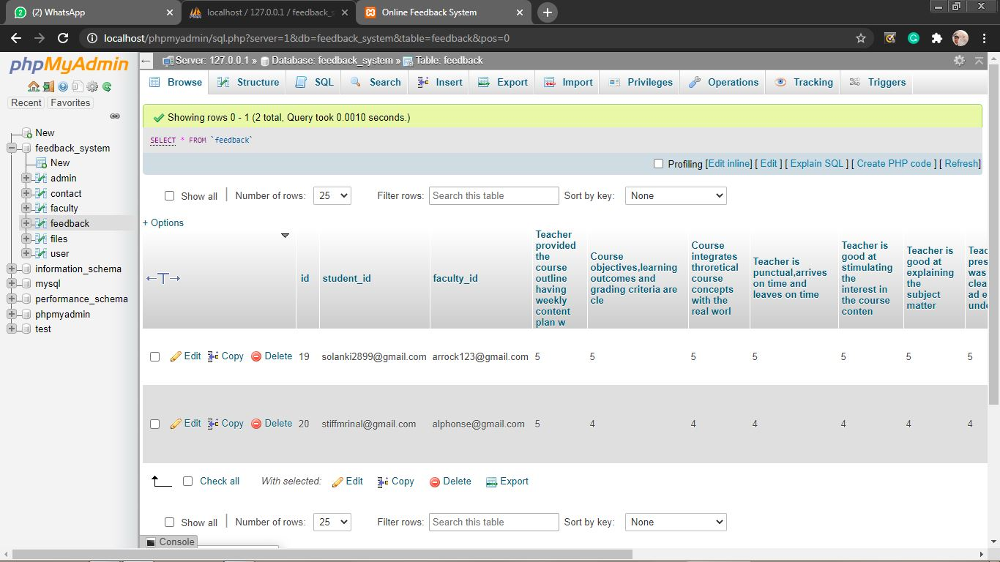 (2) WhatsApp
localhost / 127.0.0.1 / feedback_s
Online Feedback System
localhost/phpmyadmin/sql.php?server=1&db=feedback_system&table=feedback&pos=0
phpMyAdmin
Recent Favorites
New
feedback_system
New
admin
contact
faculty
feedback
files
user
information_schema
mysql
performance_schema
phpmyadmin
test
Server: 127.0.0.1 » Database: feedback_system » Table: feedback
Browse Structure SQL Search Insert Export Import Privileges Operations Tracking Triggers
Showing rows 0 - 1 (2 total, Query took 0.0010 seconds.)
SELECT * FROM `feedback`
Profiling [Edit inline] [ Edit ] [ Explain SQL ] [ Create PHP code ] [ Refresh]
Show all Number of rows: 25 Filter rows: Search this table Sort by key: None
+ Options
id
student_id
faculty_id
Teacher
provided
the
course
outline
having
weekly
content
plan w
Course
objectives,learning
outcomes and
grading criteria are
cle
Course
integrates
throretical
course
concepts
with the
real worl
Teacher is
punctual,arrives
on time and
leaves on time
Teacher is
good at
stimulating
the
interest in
the course
conten
Teacher is
good at
explaining
the
subject
matter
Teac
pres
was
clea
ad e
unde
Edit Copy Delete 19 solanki2899@gmail.com arrock123@gmail.com 5 5 5 5 5 5 5
Edit Copy Delete 20 stiffmrinal@gmail.com alphonse@gmail.com 5 4 4 4 4 4 4
Check all With selected: Edit Copy Delete Export
Show all Number of rows: 25 Filter rows: Search this table Sort by key: None
Console